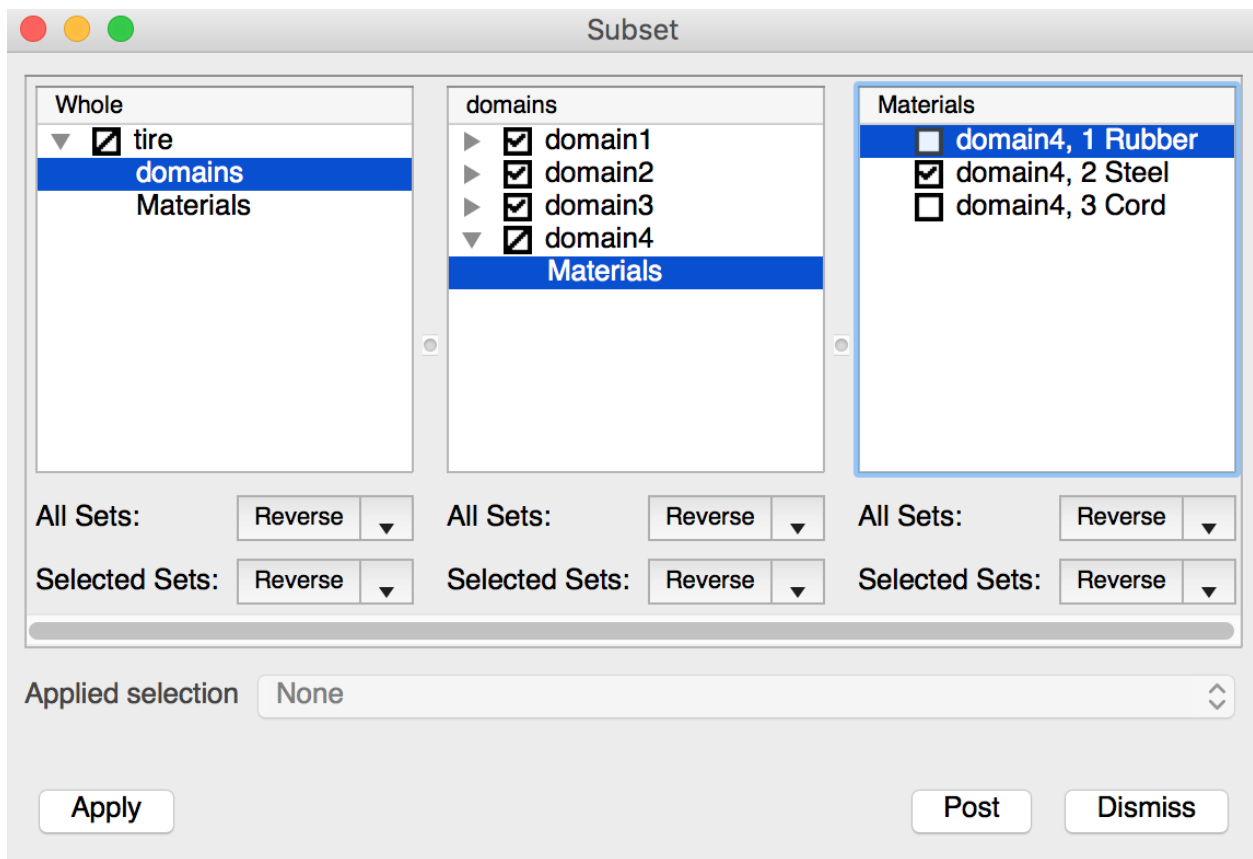 Subset
Whole
tire
domains
Materials
domains
domain1
domain2
domain3
domain4
Materials
Materials
domain4, 1 Rubber
domain4, 2 Steel
domain4, 3 Cord
All Sets: Reverse
All Sets: Reverse
All Sets: Reverse
Selected Sets: Reverse
Selected Sets: Reverse
Selected Sets: Reverse
Applied selection None
Apply
Post
Dismiss